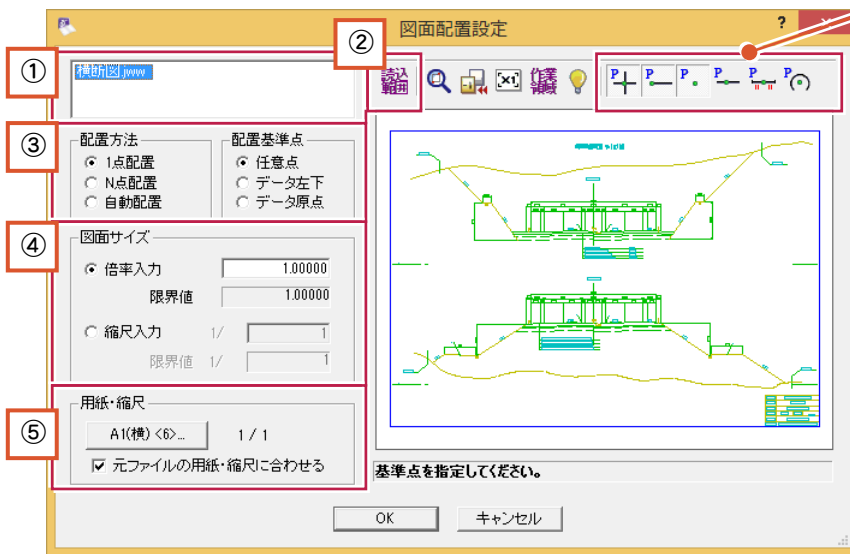 図面配置設定
?
①
②
横断図.jww
読込範囲
作業領域
P P P P P P
③
配置方法
1点配置
N点配置
自動配置
配置基準点
任意点
データ左下
データ原点
④
図面サイズ
倍率入力 1.00000
限界値 1.00000
縮尺入力 1/ 1
限界値 1/ 1
⑤
用紙・縮尺
A1(横) <6>... 1 / 1
元ファイルの用紙・縮尺に合わせる
基準点を指定してください。
OK キャンセル